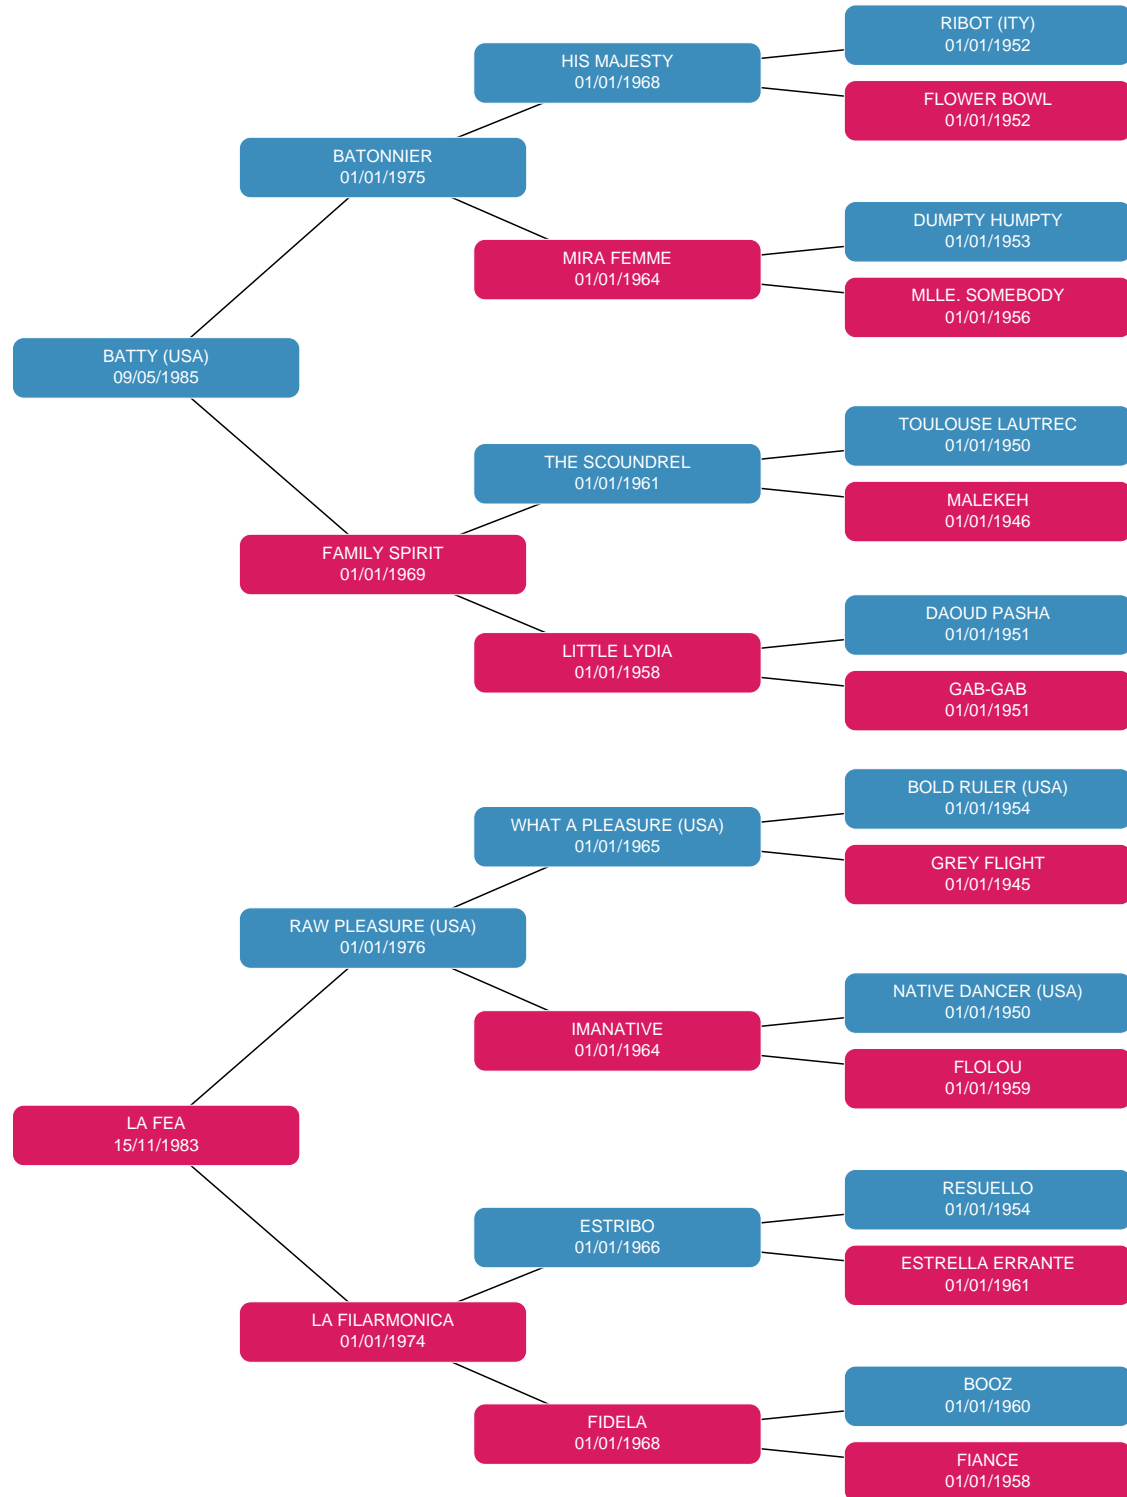 RIBOT (ITY)
01/01/1952
HIS MAJESTY
01/01/1968
FLOWER BOWL
01/01/1952
BATONNIER
01/01/1975
DUMPTY HUMPTY
01/01/1953
MIRA FEMME
01/01/1964
MLLE. SOMEBODY
01/01/1956
BATTY (USA)
09/05/1985
TOULOUSE LAUTREC
01/01/1950
THE SCOUNDREL
01/01/1961
MALEKEH
01/01/1946
FAMILY SPIRIT
01/01/1969
DAOUD PASHA
01/01/1951
LITTLE LYDIA
01/01/1958
GAB-GAB
01/01/1951
BOLD RULER (USA)
01/01/1954
WHAT A PLEASURE (USA)
01/01/1965
GREY FLIGHT
01/01/1945
RAW PLEASURE (USA)
01/01/1976
NATIVE DANCER (USA)
01/01/1950
IMANATIVE
01/01/1964
FLOLOU
01/01/1959
LA FEA
15/11/1983
RESUELLO
01/01/1954
ESTRIBO
01/01/1966
ESTRELLA ERRANTE
01/01/1961
LA FILARMONICA
01/01/1974
BOOZ
01/01/1960
FIDELA
01/01/1968
FIANCE
01/01/1958